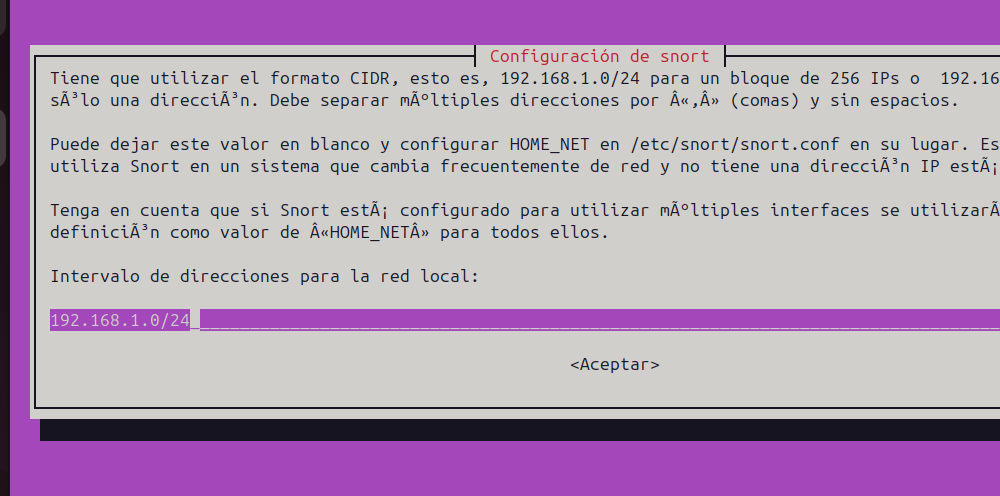 Configuración de snort
Tiene que utilizar el formato CIDR, esto es, 192.168.1.0/24 para un bloque de 256 IPs o  192.16
sÃ³lo una direcciÃ³n. Debe separar mÃºltiples direcciones por Â«,Â» (comas) y sin espacios.
Puede dejar este valor en blanco y configurar HOME_NET en /etc/snort/snort.conf en su lugar. Es
utiliza Snort en un sistema que cambia frecuentemente de red y no tiene una direcciÃ³n IP estÃ¡
Tenga en cuenta que si Snort estÃ¡ configurado para utilizar mÃºltiples interfaces se utilizarÃ
definiciÃ³n como valor de Â«HOME_NETÂ» para todos ellos.
Intervalo de direcciones para la red local:
192.168.1.0/24
<Aceptar>